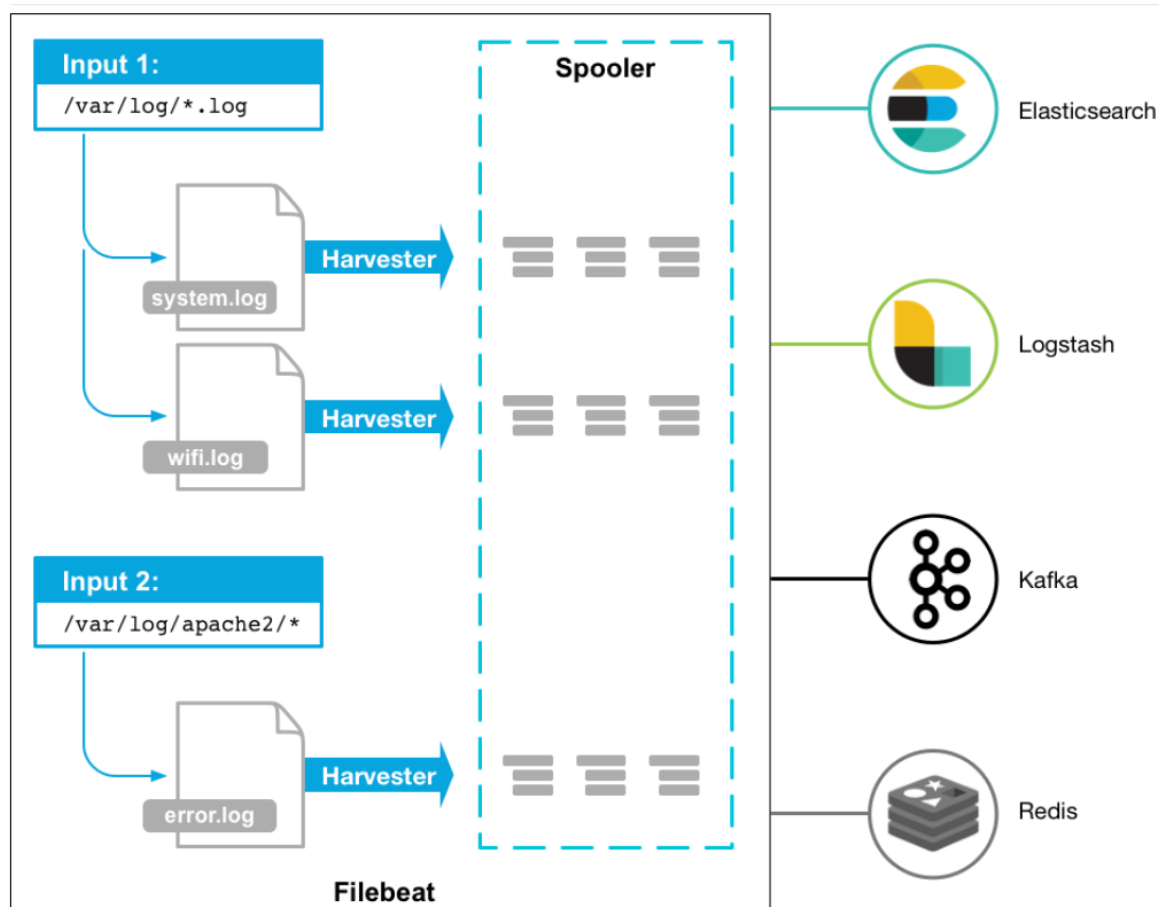 Input 1:
/var/log/*.log
Spooler
Elasticsearch
Harvester
system.log
Logstash
Harvester
wifi.log
Input 2:
/var/log/apache2/*
Kafka
Harvester
error.log
Redis
Filebeat